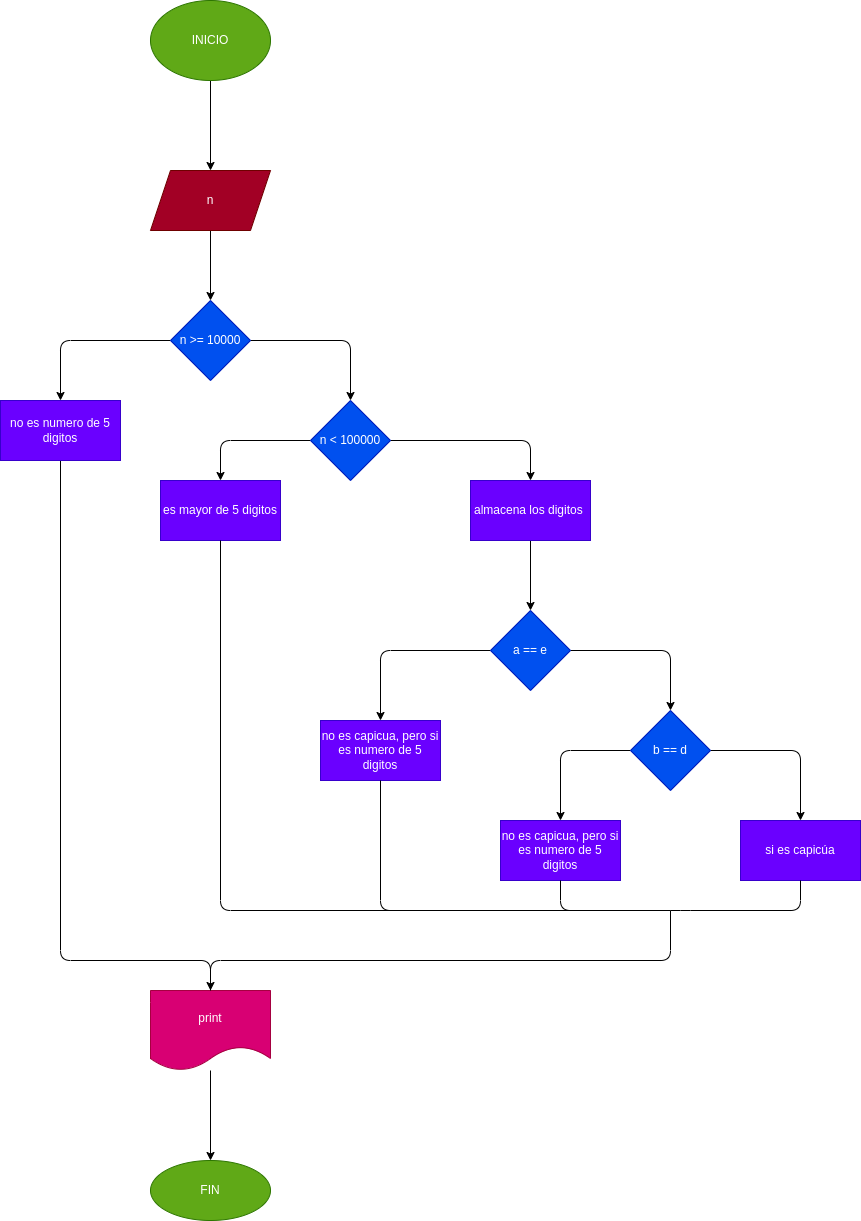 INICIO
n
n >= 10000
no es numero de 5
digitos
n < 100000
es mayor de 5 digitos
almacena los digitos
a == e
no es capicua, pero si
es numero de 5
digitos
b == d
no es capicua, pero si
es numero de 5
digitos
si es capicúa
print
FIN